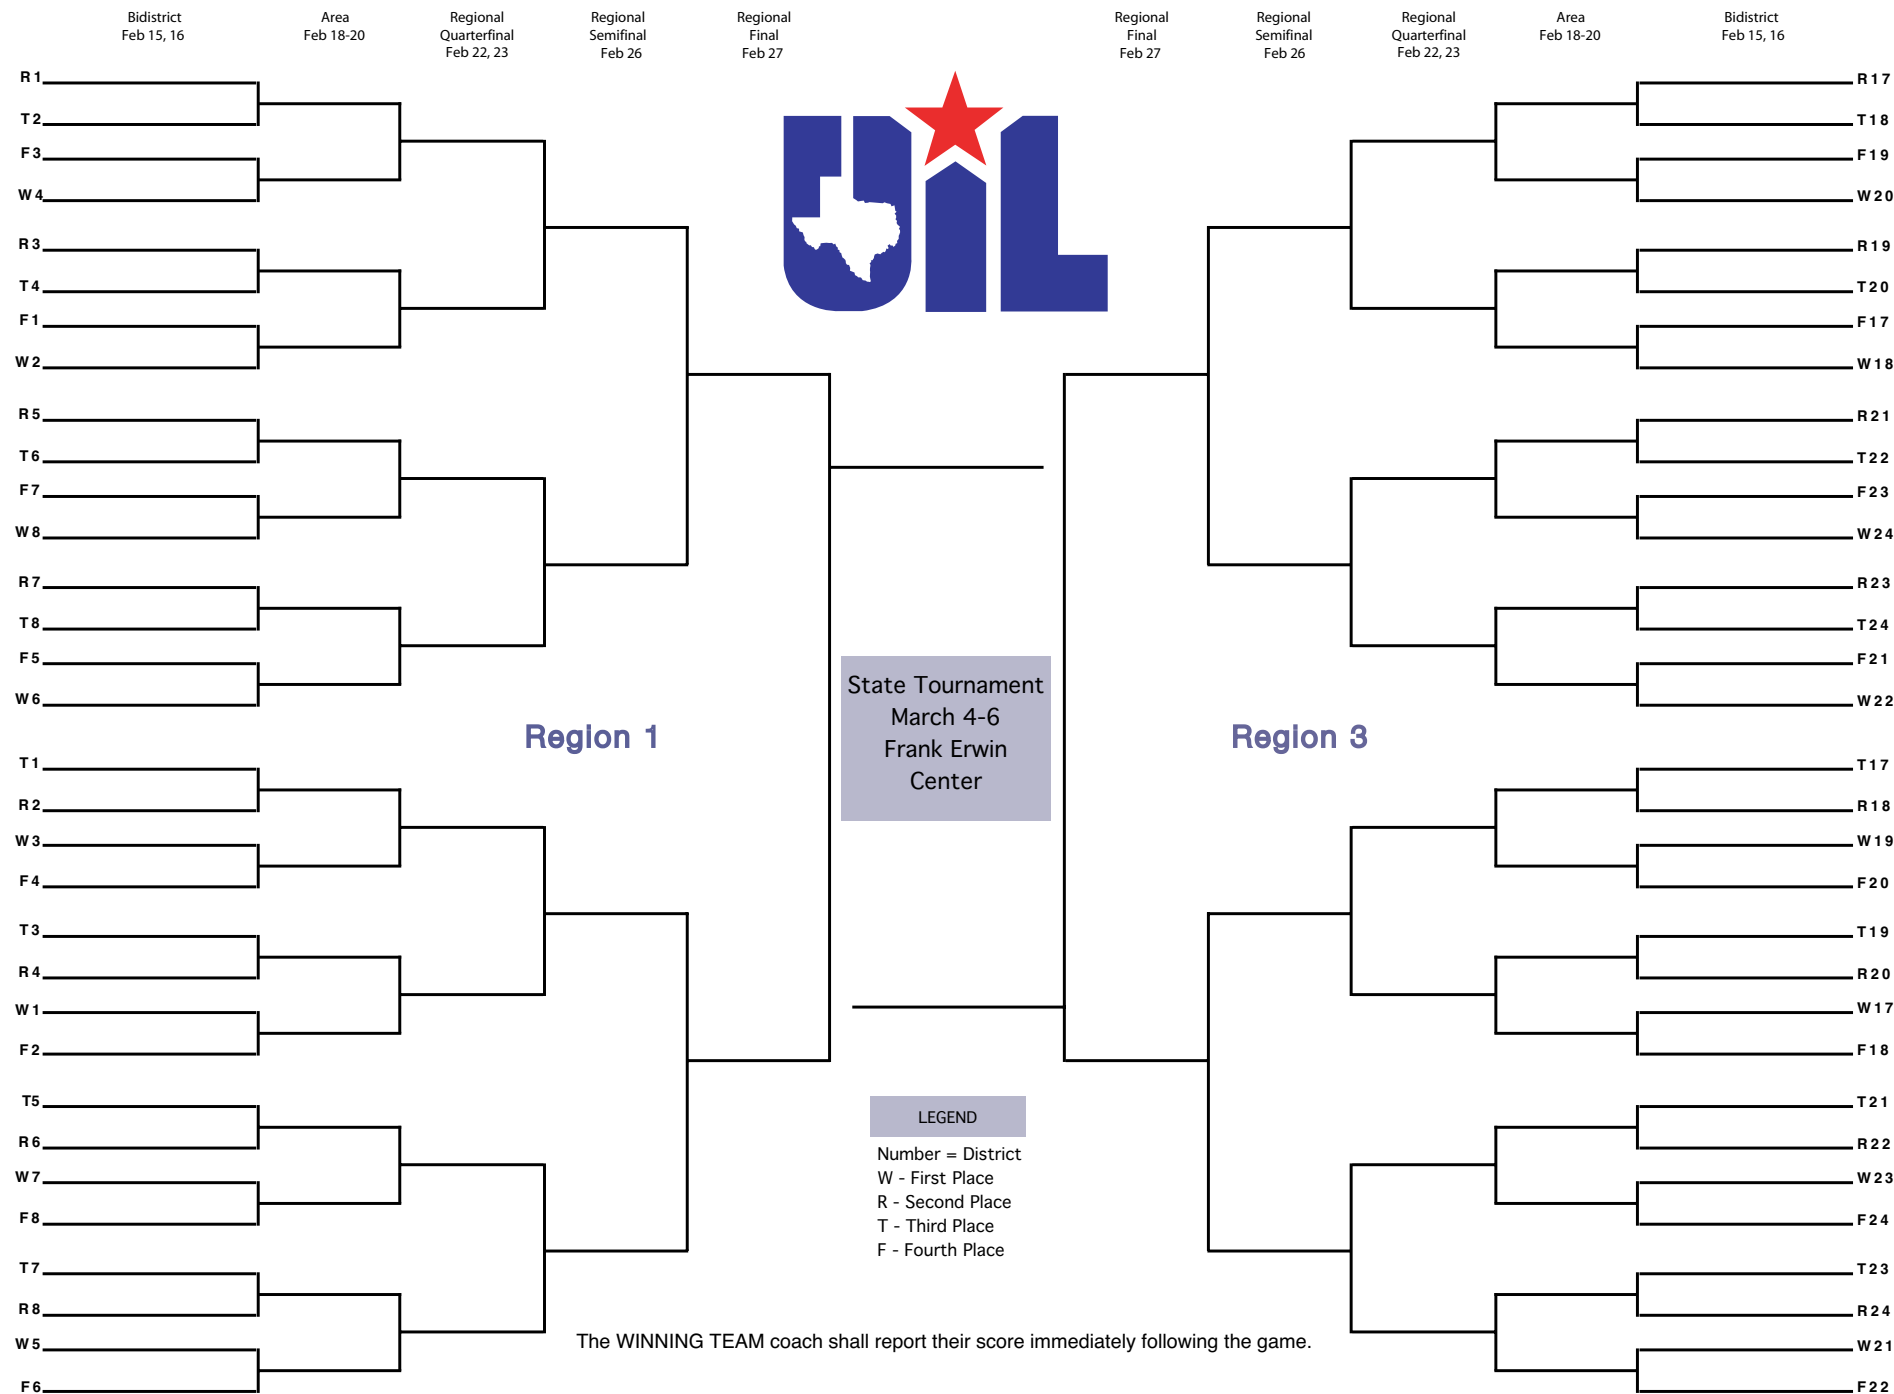 Bidistrict
Feb 15, 16
Area
Feb 18-20
Regional
Quarterfinal
Feb 22, 23
Regional
Semifinal
Feb 26
Regional
Final
Feb 27
Regional
Final
Feb 27
Regional
Semifinal
Feb 26
Regional
Quarterfinal
Feb 22, 23
Area
Feb 18-20
Bidistrict
Feb 15, 16
R1
T2
F3
W4
R3
T4
F1
W2
R5
T6
F7
W8
R7
T8
F5
W6
Region 1
T1
R2
W3
F4
T3
R4
W1
F2
T5
R6
W7
F8
T7
R8
W5
F6
UIL
State Tournament
March 4-6
Frank Erwin
Center
LEGEND
Number = District
W - First Place
R - Second Place
T - Third Place
F - Fourth Place
The WINNING TEAM coach shall report their score immediately following the game.
R17
T18
F19
W20
R19
T20
F17
W18
R21
T22
F23
W24
R23
T24
F21
W22
Region 3
T17
R18
W19
F20
T19
R20
W17
F18
T21
R22
W23
F24
T23
R24
W21
F22